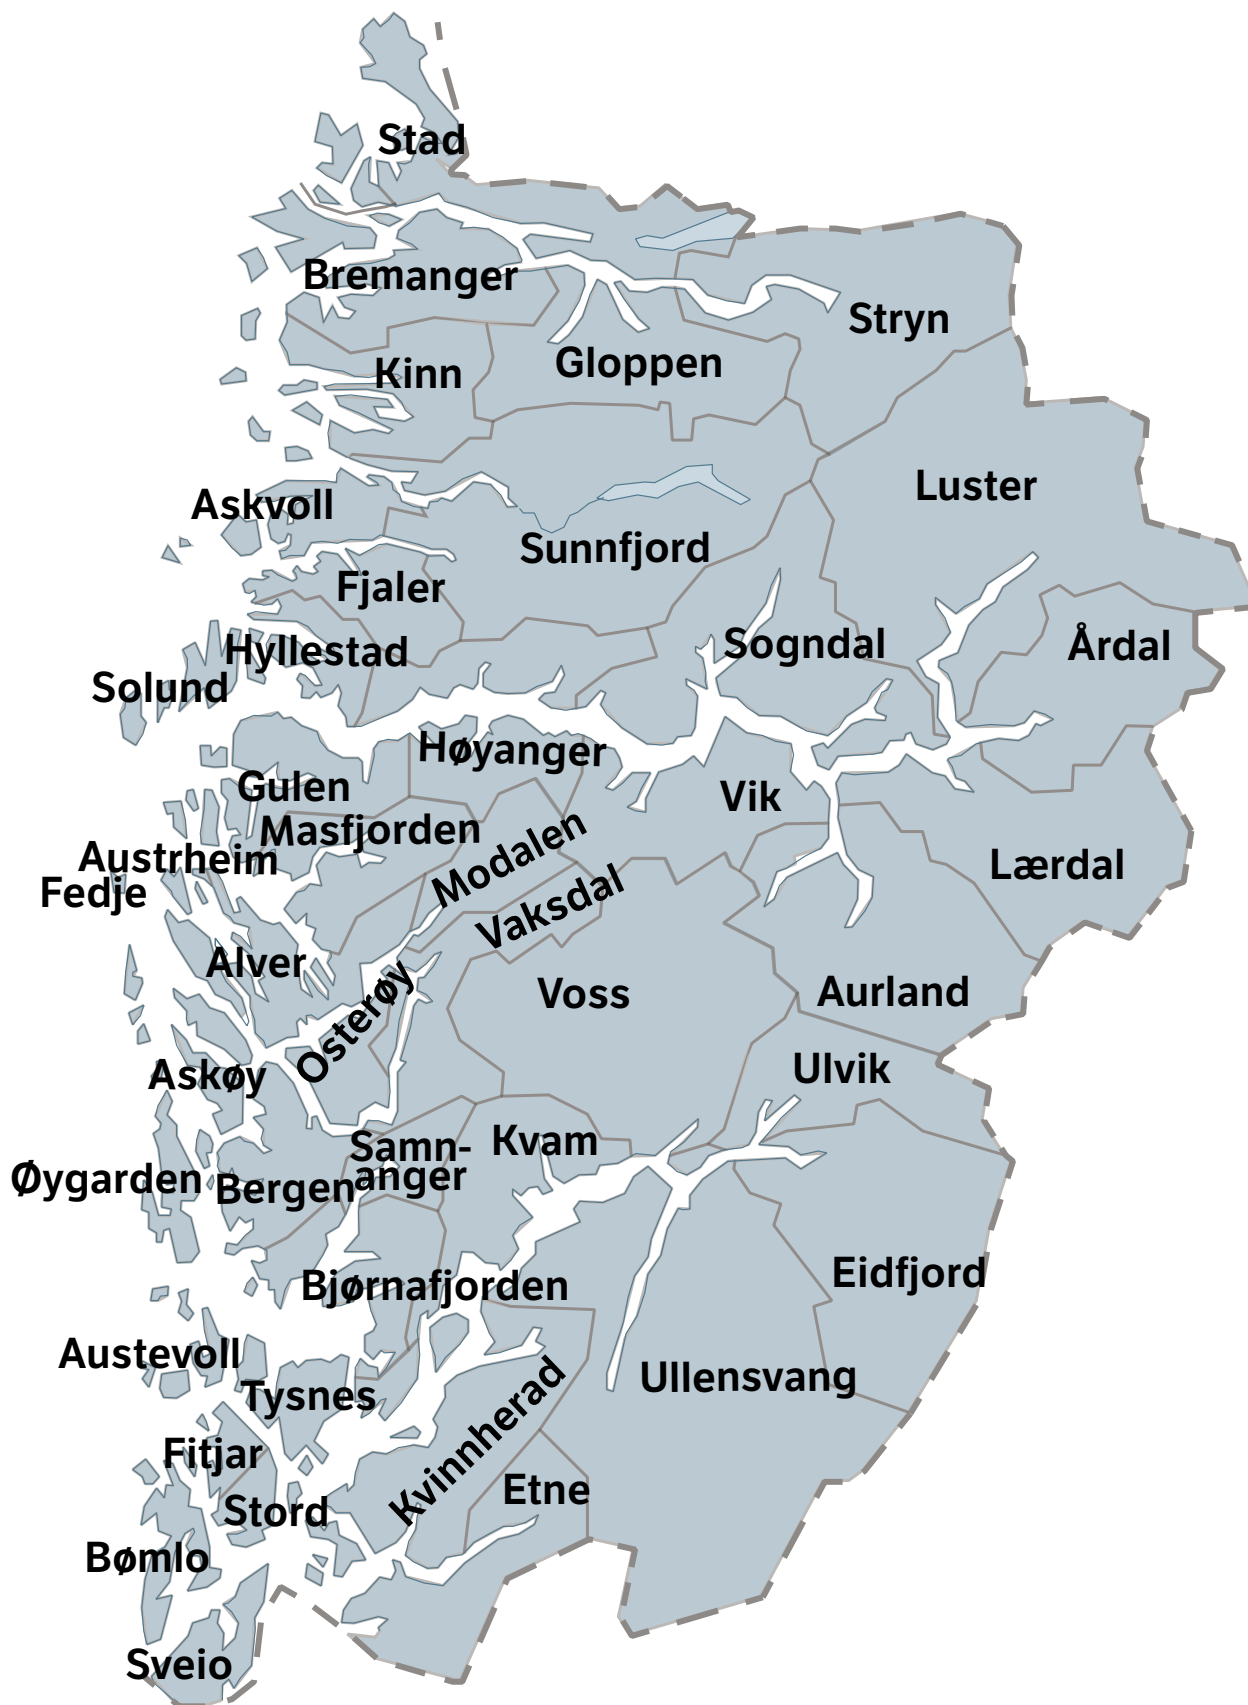 Stad
Bremanger
Stryn
Gloppen
Kinn
Luster
Askvoll
Sunnfjord
Fjaler
Sogndal
Årdal
Hyllestad
Solund
Høyanger
Gulen
Vik
Masfjorden
Austrheim
Modalen
Lærdal
Fedje
Vaksdal
Alver
Voss
Aurland
Osterøy
Askøy
Ulvik
Samn-
anger
Kvam
Øygarden
Bergen
Eidfjord
Bjørnafjorden
Austevoll
Ullensvang
Tysnes
Kvinnherad
Fitjar
Etne
Stord
Bømlo
Sveio